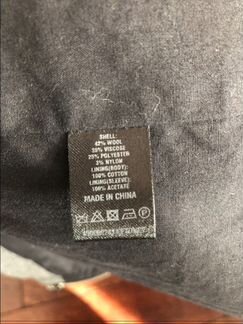 SHELL:
42% WOOL
30% VISCOSE
25% POLYESTER
3% NYLON
LINING(BODY):
100% COTTON
LINING(SLEEVE):
100% ACETATE
MADE IN CHINA
P